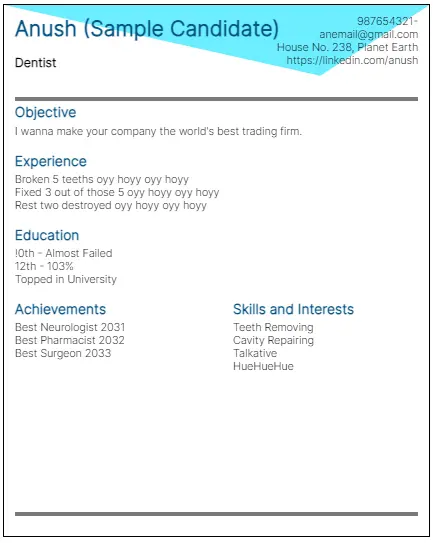 Anush (Sample Candidate)
Dentist
987654321-
anemail@gmail.com
House No. 238, Planet Earth
https://linkedin.com/anush
Objective
I wanna make your company the world's best trading firm.
Experience
Broken 5 teeths oyy hoyy oyy hoyy
Fixed 3 out of those 5 oyy hoyy oyy hoyy
Rest two destroyed oyy hoyy oyy hoyy
Education
!0th - Almost Failed
12th - 103%
Topped in University
Achievements
Best Neurologist 2031
Best Pharmacist 2032
Best Surgeon 2033
Skills and Interests
Teeth Removing
Cavity Repairing
Talkative
HueHueHue